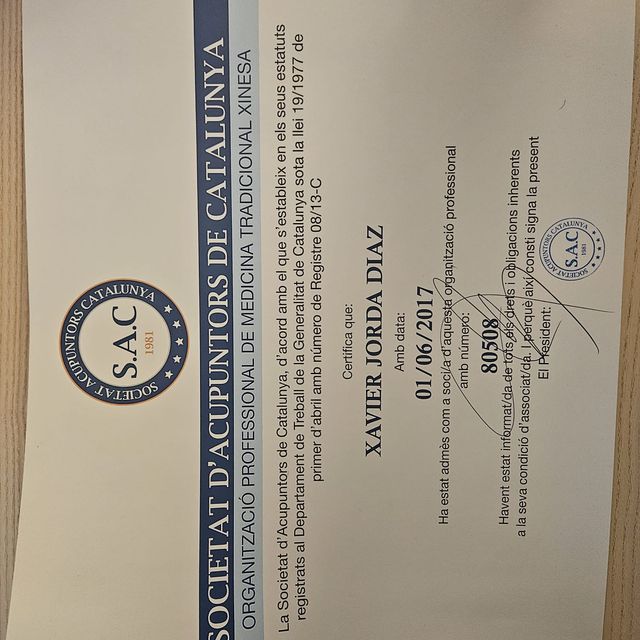 SOCIETAT ACUPUNTORS CATALUNYA
S.A.C
1981
SOCIETAT D'ACUPUNTORS DE CATALUNYA
ORGANITZACIÓ PROFESSIONAL DE MEDICINA TRADICIONAL XINESA
La Societat d'Acupuntors de Catalunya, d'acord amb el que s'estableix en els seus estatuts
registrats al Departament de Treball de la Generalitat de Catalunya sota la llei 19/1977 de
primer d'abril amb número de Registre 08/13-C
Certifica que:
XAVIER JORDA DIAZ
Amb data:
01/06/2017
Ha estat admès com a soci/a d'aquesta organització professional
amb número:
80508
Havent estat informat/da de tots els drets i obligacions inherents
a la seva condició d'associat/da. I perquè així consti signa la present
El President:
SOCIETAT ACUPUNTORS CATALUNYA
S.A.C
1981